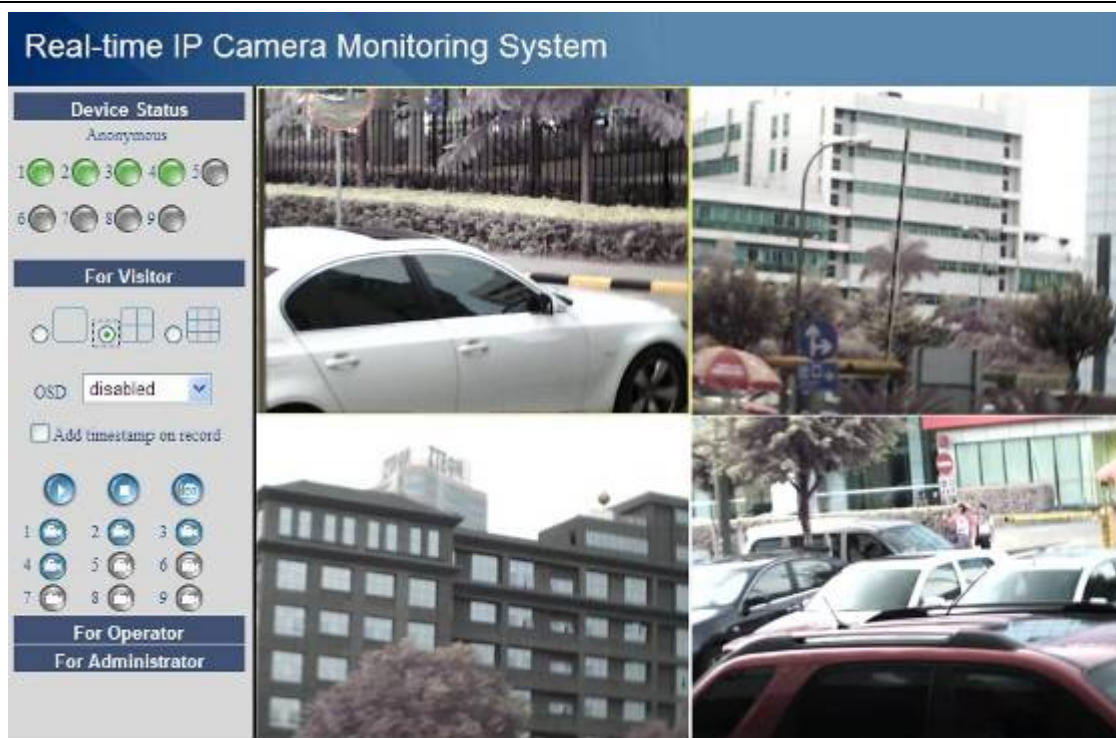 Real-time IP Camera Monitoring System
Device Status
Anonymous
1 2 3 4 5
6 7 8 9
For Visitor
OSD disabled
Add timestamp on record
1 2 3
4 5 6
7 8 9
For Operator
For Administrator